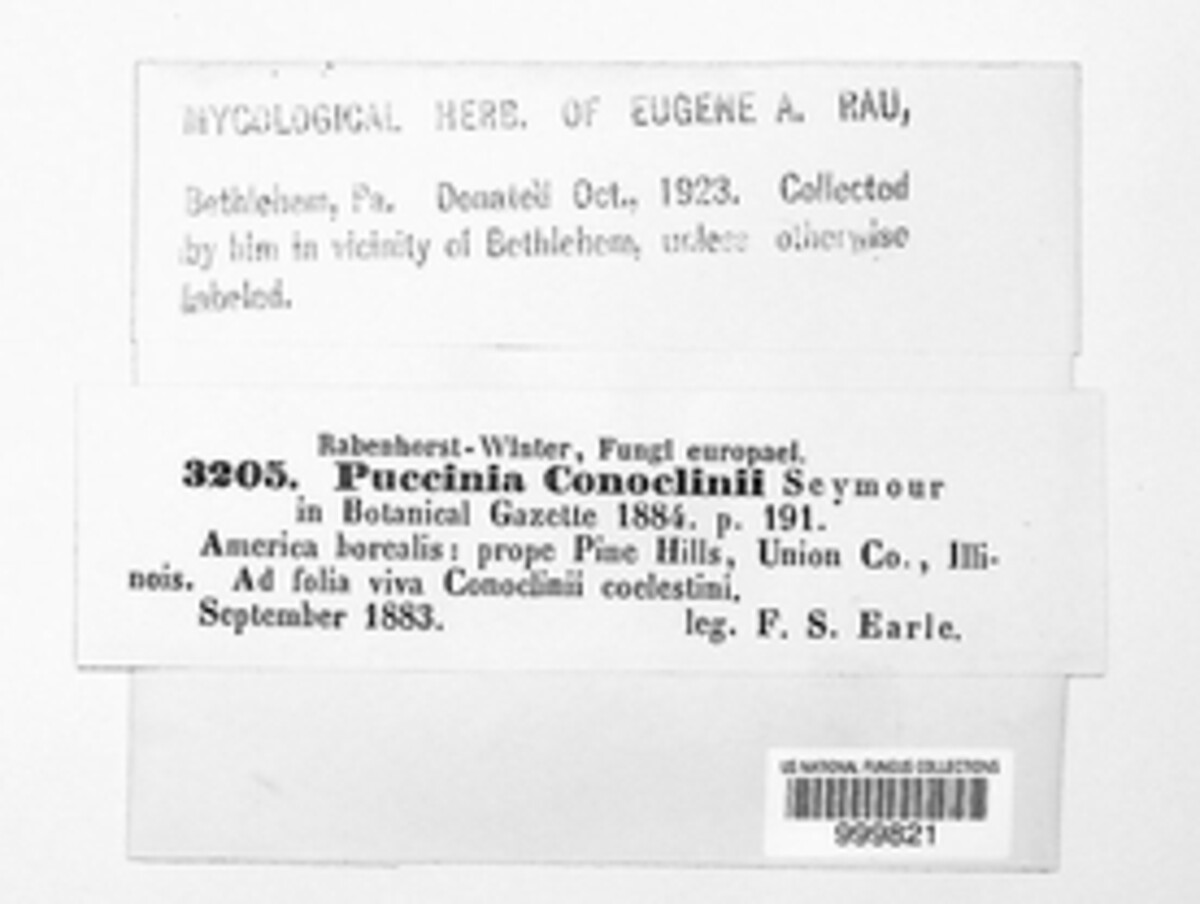 MYCOLOGICAL HERB. OF EUGENE A. RAU,
Bethlehem, Pa. Donated Oct., 1923. Collected
by him in vicinity of Bethlehem, unless otherwise
labeled.
Rabenhorst-Winter, Fungi europaei.
3205. Puccinia Conoclinii Seymour
in Botanical Gazette 1884. p. 191.
America borealis: prope Pine Hills, Union Co., Illi-
nois. Ad folia viva Conoclinii coelestini.
September 1883. leg. F. S. Earle.
US NATIONAL FUNGUS COLLECTIONS
999821